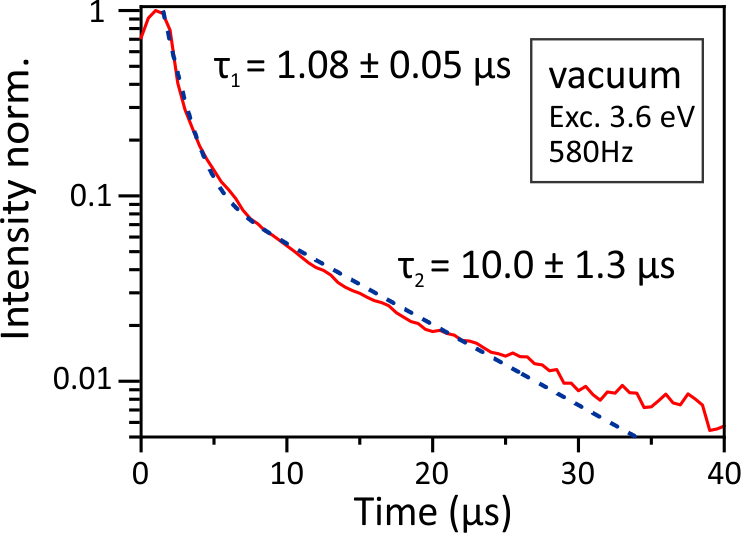 1
τ1 = 1.08 ± 0.05 µs
vacuum
Exc. 3.6 eV
580Hz
Intensity norm.
0.1
τ2 = 10.0 ± 1.3 µs
0.01
0 10 20 30 40
Time (µs)